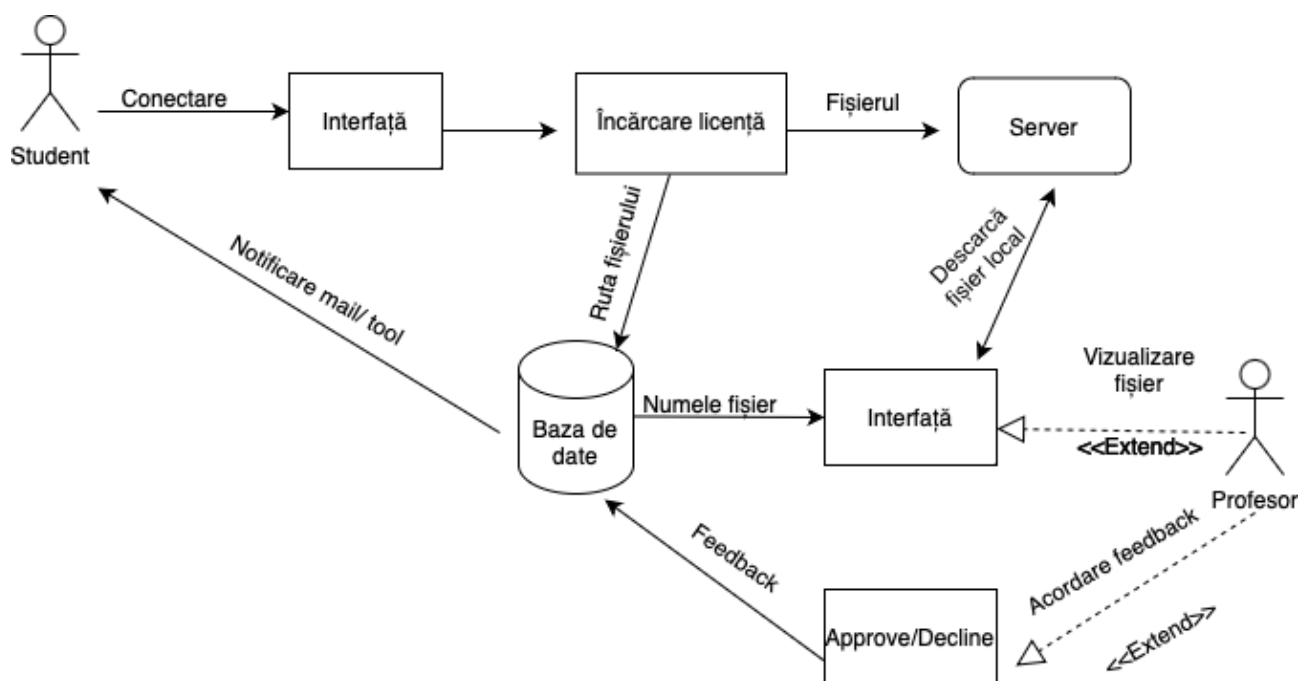 Conectare
Interfață
Încărcare licență
Fișierul
Server
Student
Ruta fișierului
Descarcă
fișier local
Notificare mail/ tool
Vizualizare
fișier
Baza de
date
Numele fișier
Interfață
<<Extend>>
Profesor
Feedback
Acordare feedback
Approve/Decline
<<Extend>>